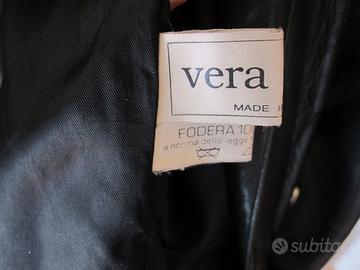 vera
MADE
FODERA 10
a norma della legge
subito